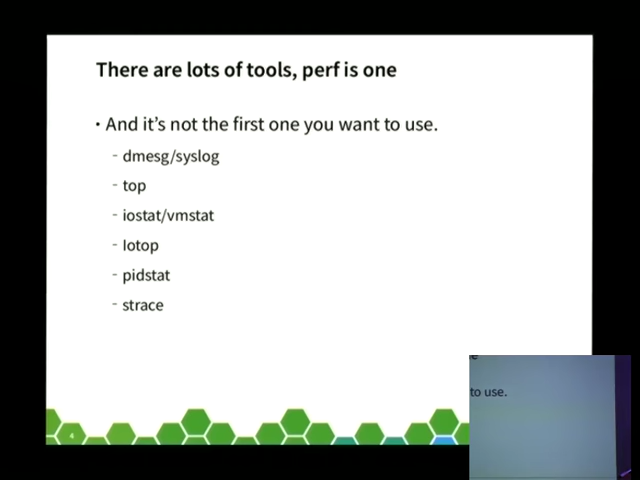 There are lots of tools, perf is one
• And it's not the first one you want to use.
- dmesg/syslog
- top
- iostat/vmstat
- Iotop
- pidstat
- strace
4
e
to use.